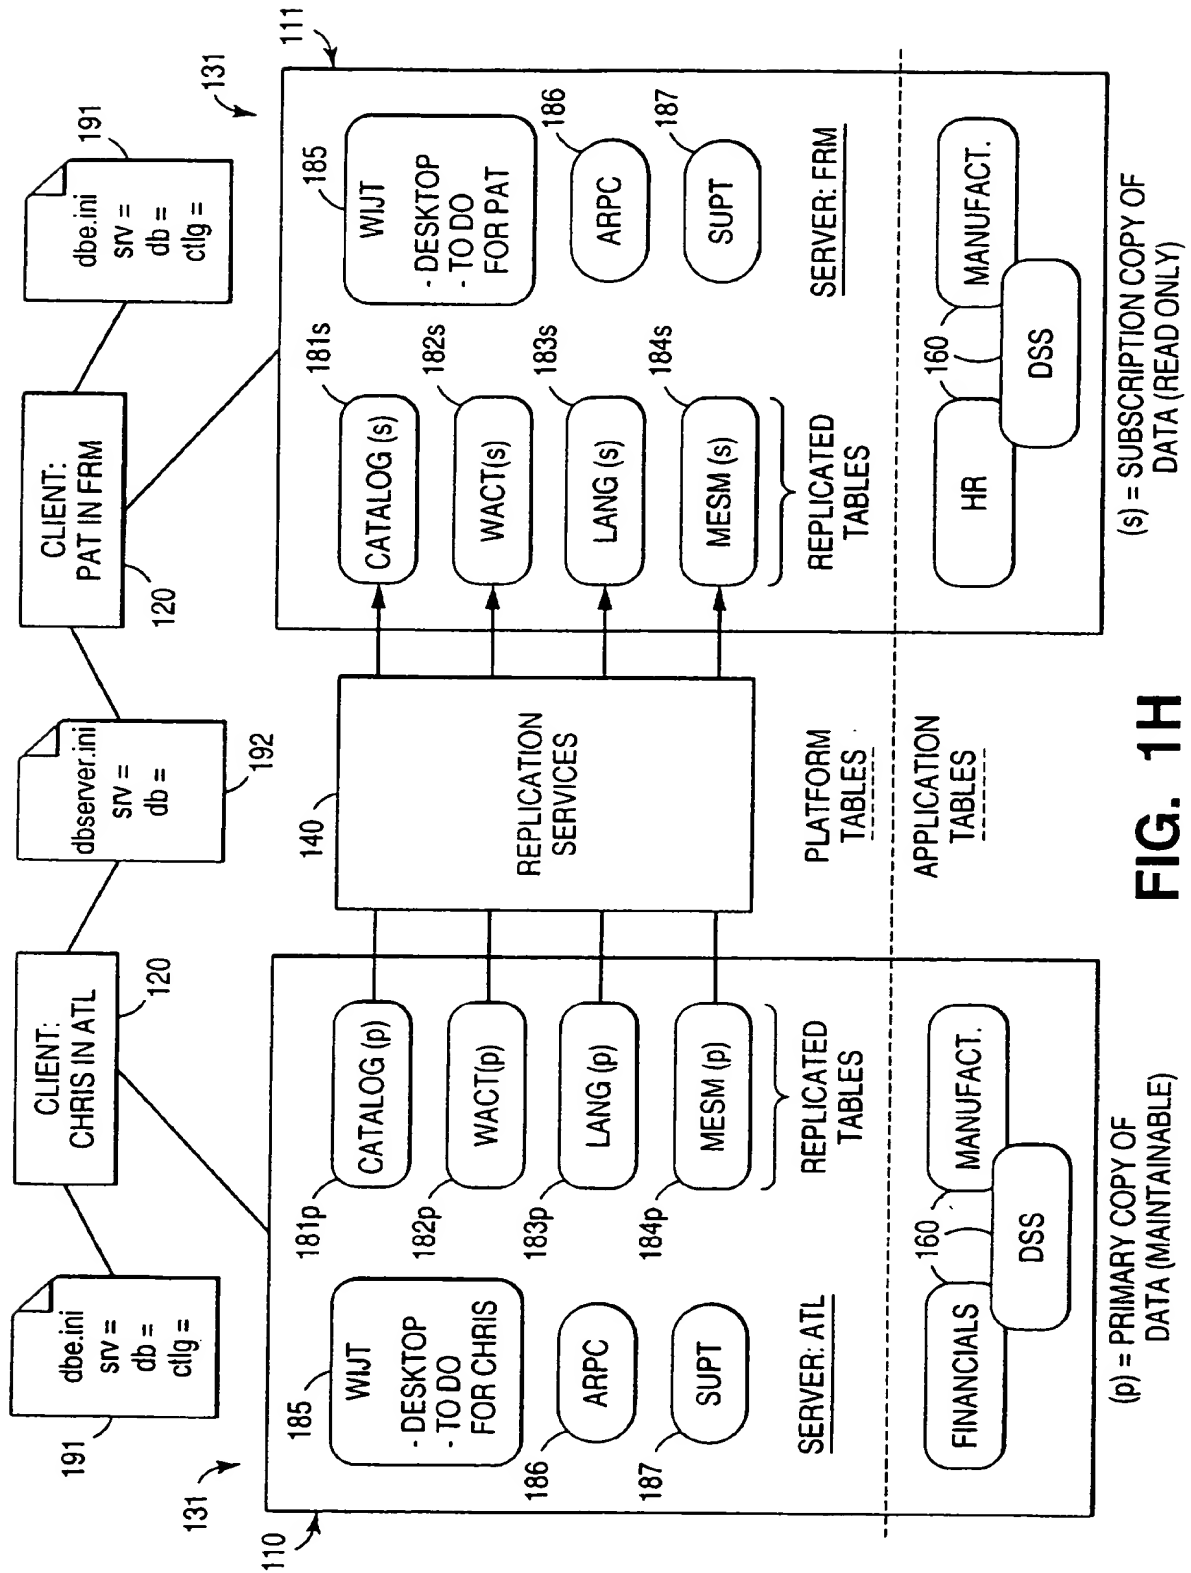 191
dbe.ini
srv =
db =
ctlg =
CLIENT:
CHRIS IN ATL
120
dbserver.ini
srv =
db =
192
CLIENT:
PAT IN FRM
120
dbe.ini
srv =
db =
ctlg =
191
131
110
185
WIJT
- DESKTOP
- TO DO
FOR CHRIS
186
ARPC
187
SUPT
SERVER: ATL
181p
CATALOG (p)
182p
WACT(p)
183p
LANG (p)
184p
MESM (p)
REPLICATED
TABLES
140
REPLICATION
SERVICES
PLATFORM
TABLES
APPLICATION
TABLES
131
111
181s
CATALOG (s)
182s
WACT(s)
183s
LANG (s)
184s
MESM (s)
REPLICATED
TABLES
185
WIJT
- DESKTOP
- TO DO
FOR PAT
186
ARPC
187
SUPT
SERVER: FRM
FINANCIALS
160
MANUFACT.
DSS
HR
160
MANUFACT.
DSS
(p) = PRIMARY COPY OF
DATA (MAINTAINABLE)
(s) = SUBSCRIPTION COPY OF
DATA (READ ONLY)
FIG. 1H